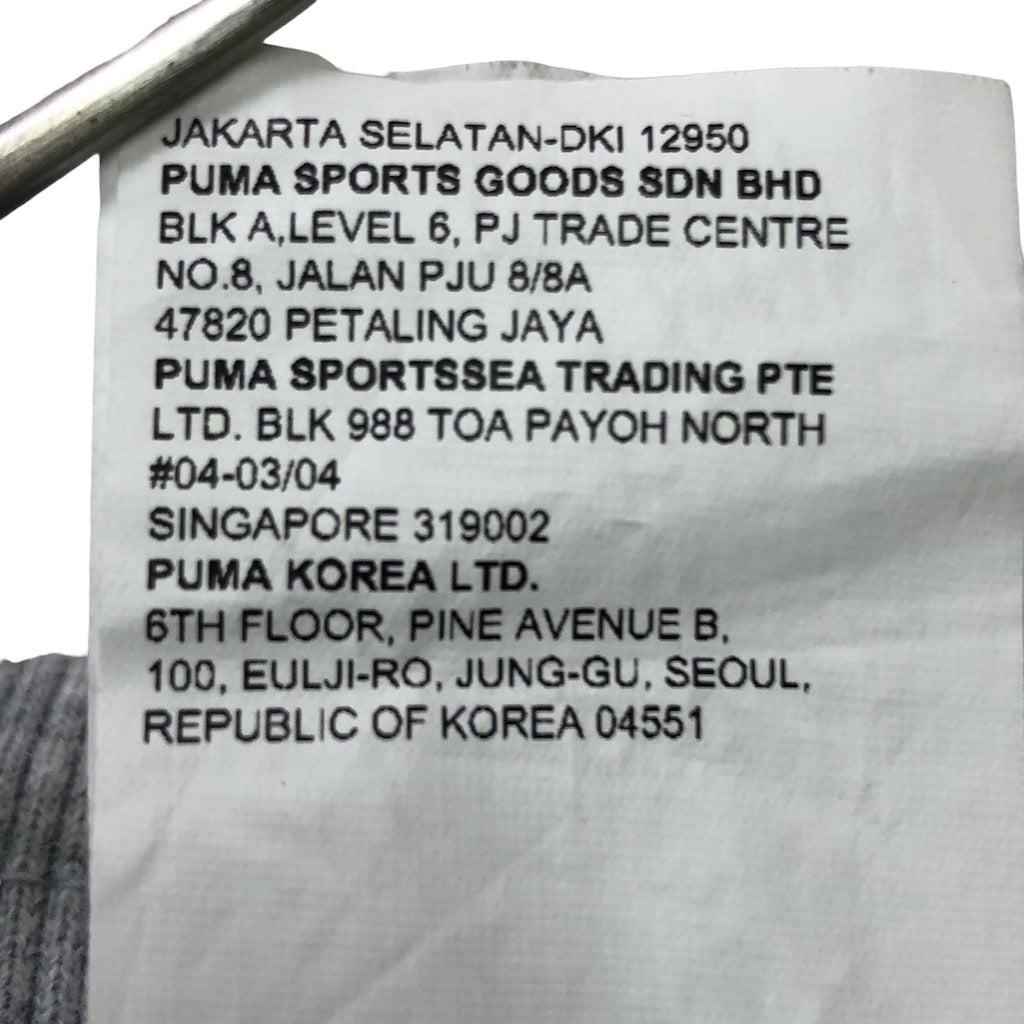 JAKARTA SELATAN-DKI 12950
PUMA SPORTS GOODS SDN BHD
BLK A,LEVEL 6, PJ TRADE CENTRE
NO.8, JALAN PJU 8/8A
47820 PETALING JAYA
PUMA SPORTSSEA TRADING PTE
LTD. BLK 988 TOA PAYOH NORTH
#04-03/04
SINGAPORE 319002
PUMA KOREA LTD.
6TH FLOOR, PINE AVENUE B,
100, EULJI-RO, JUNG-GU, SEOUL,
REPUBLIC OF KOREA 04551